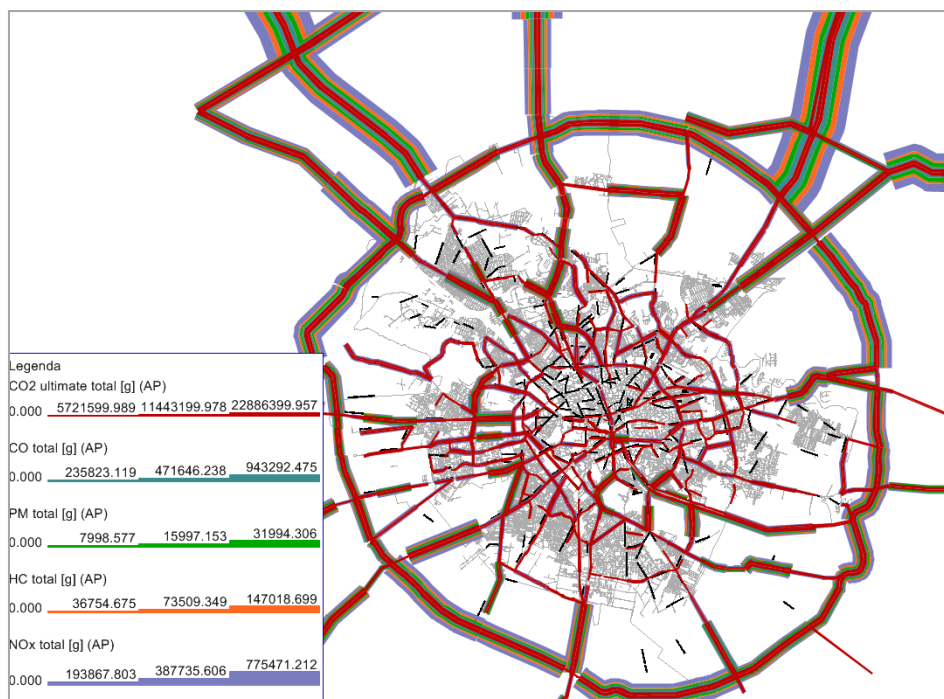 Legenda
CO2 ultimate total [g] (AP)
0.000 5721599.989 11443199.978 22886399.957
CO total [g] (AP)
0.000 235823.119 471646.238 943292.475
PM total [g] (AP)
0.000 7998.577 15997.153 31994.306
HC total [g] (AP)
0.000 36754.675 73509.349 147018.699
NOx total [g] (AP)
0.000 193867.803 387735.606 775471.212